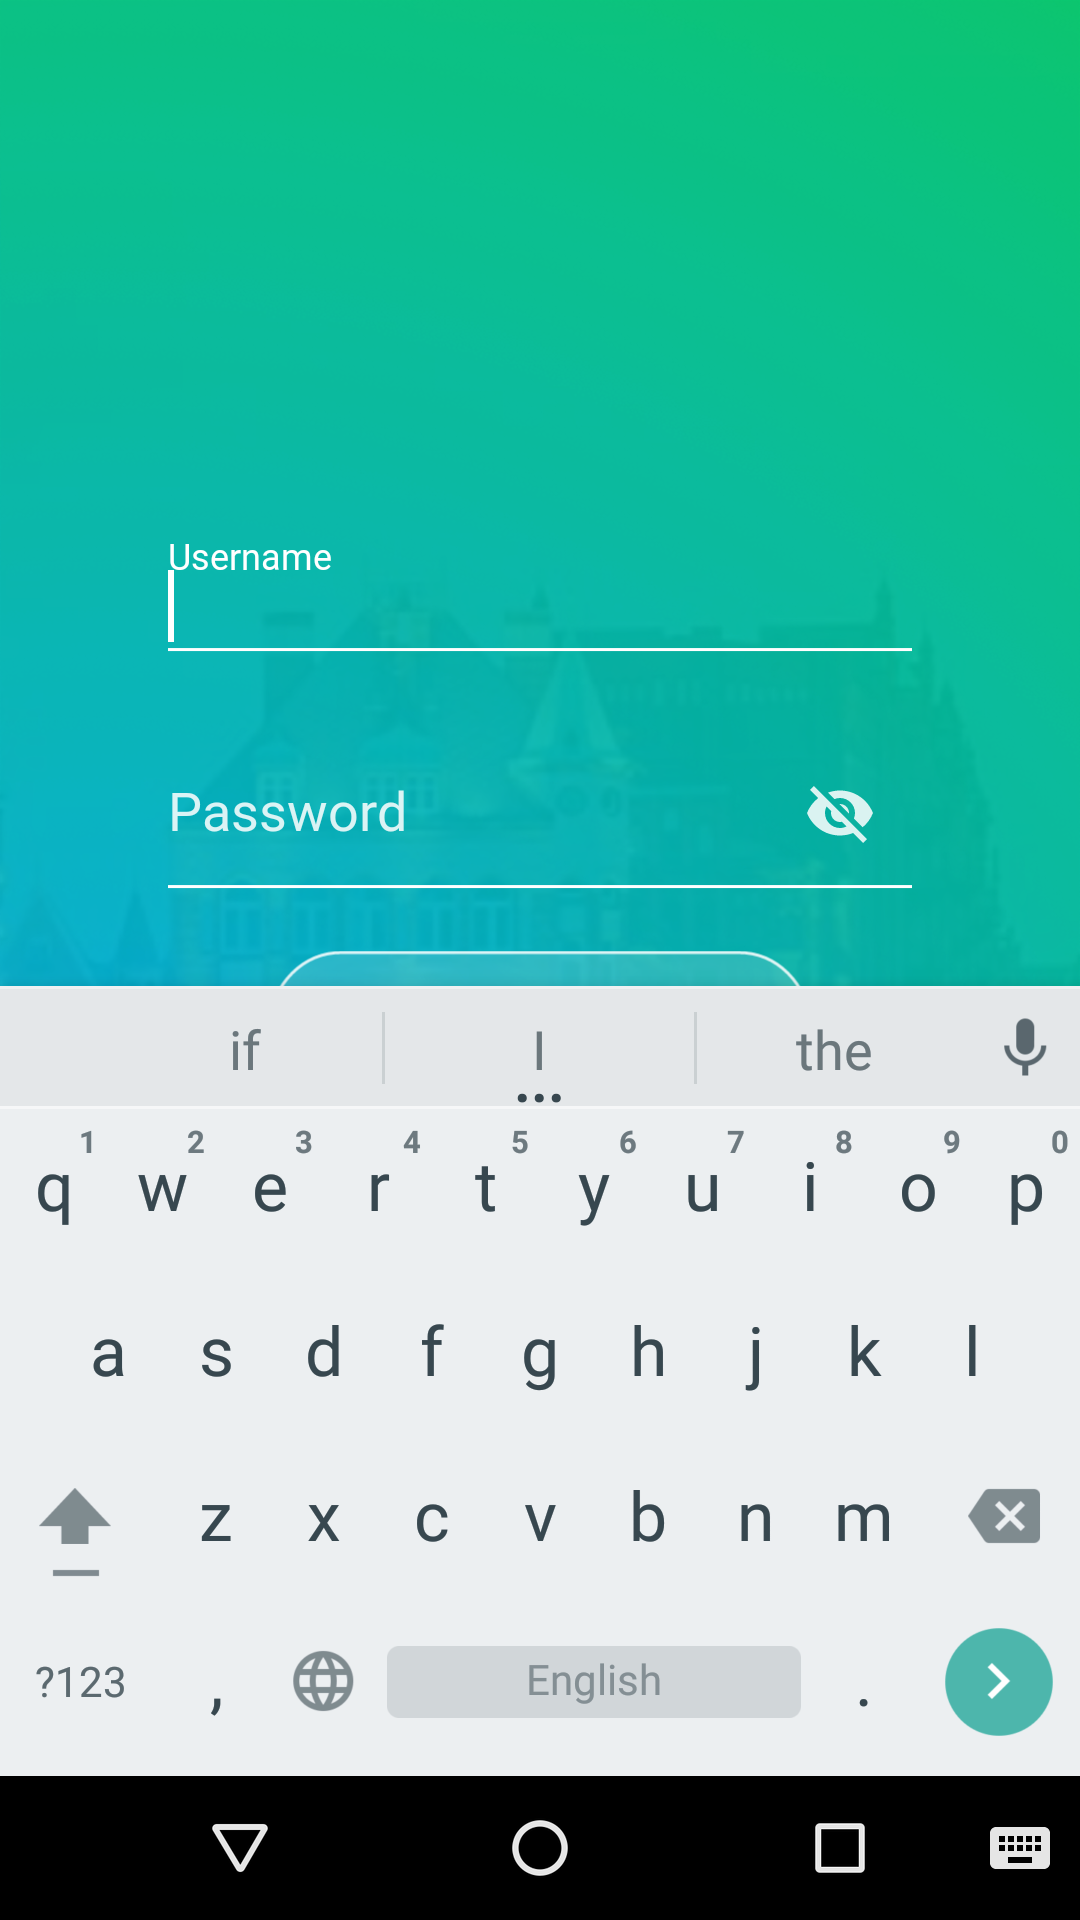 Username
Password
if I the
1 2 3 4 5 6 7 8 9 0
q w e r t y u i o p
a s d f g h j k l
z x c v b n m
?123 , English .